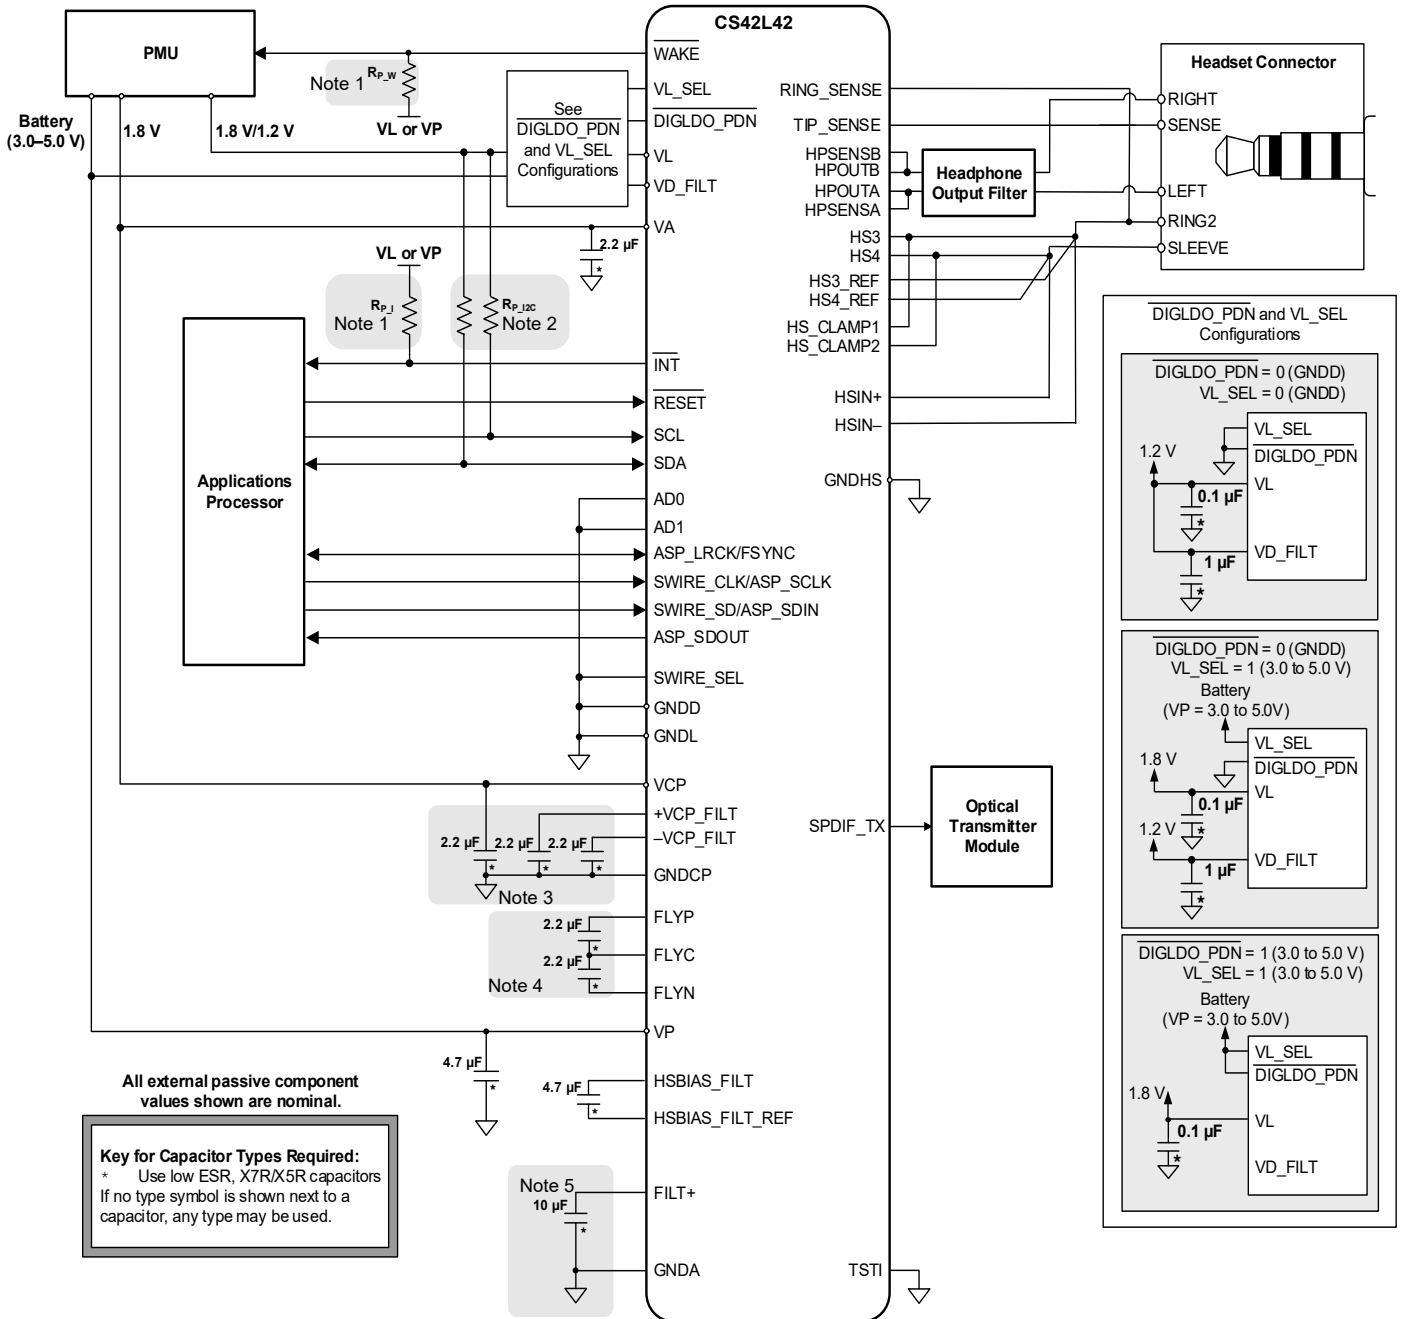 CS42L42
PMU
Battery
(3.0–5.0 V)
1.8 V
1.8 V/1.2 V
Note 1
RP_W
VL or VP
See
DIGLDO_PDN
and VL_SEL
Configurations
WAKE
VL_SEL
DIGLDO_PDN
VL
VD_FILT
VA
2.2 µF
*
VL or VP
RP_I
Note 1
RP_I2C
Note 2
Applications
Processor
INT
RESET
SCL
SDA
AD0
AD1
ASP_LRCK/FSYNC
SWIRE_CLK/ASP_SCLK
SWIRE_SD/ASP_SDIN
ASP_SDOUT
SWIRE_SEL
GNDD
GNDL
VCP
+VCP_FILT
–VCP_FILT
2.2 µF 2.2 µF 2.2 µF
* * *
GNDCP
Note 3
FLYP
2.2 µF
*
FLYC
2.2 µF
*
Note 4
FLYN
VP
4.7 µF
*
HSBIAS_FILT
4.7 µF
*
HSBIAS_FILT_REF
Note 5
FILT+
10 µF
*
GNDA
All external passive component
values shown are nominal.
Key for Capacitor Types Required:
* Use low ESR, X7R/X5R capacitors
If no type symbol is shown next to a
capacitor, any type may be used.
RING_SENSE
TIP_SENSE
HPSENSB
HPOUTB
HPOUTA
HPSENSA
HS3
HS4
HS3_REF
HS4_REF
HS_CLAMP1
HS_CLAMP2
HSIN+
HSIN–
GNDHS
SPDIF_TX
TSTI
Headphone
Output Filter
Optical
Transmitter
Module
Headset Connector
RIGHT
SENSE
LEFT
RING2
SLEEVE
DIGLDO_PDN and VL_SEL
Configurations
DIGLDO_PDN = 0 (GNDD)
VL_SEL = 0 (GNDD)
VL_SEL
DIGLDO_PDN
1.2 V
VL
0.1 µF
*
VD_FILT
1 µF
*
DIGLDO_PDN = 0 (GNDD)
VL_SEL = 1 (3.0 to 5.0 V)
Battery
(VP = 3.0 to 5.0V)
VL_SEL
DIGLDO_PDN
1.8 V
VL
0.1 µF
*
1.2 V
VD_FILT
1 µF
*
DIGLDO_PDN = 1 (3.0 to 5.0 V)
VL_SEL = 1 (3.0 to 5.0 V)
Battery
(VP = 3.0 to 5.0V)
VL_SEL
DIGLDO_PDN
1.8 V
VL
0.1 µF
*
VD_FILT